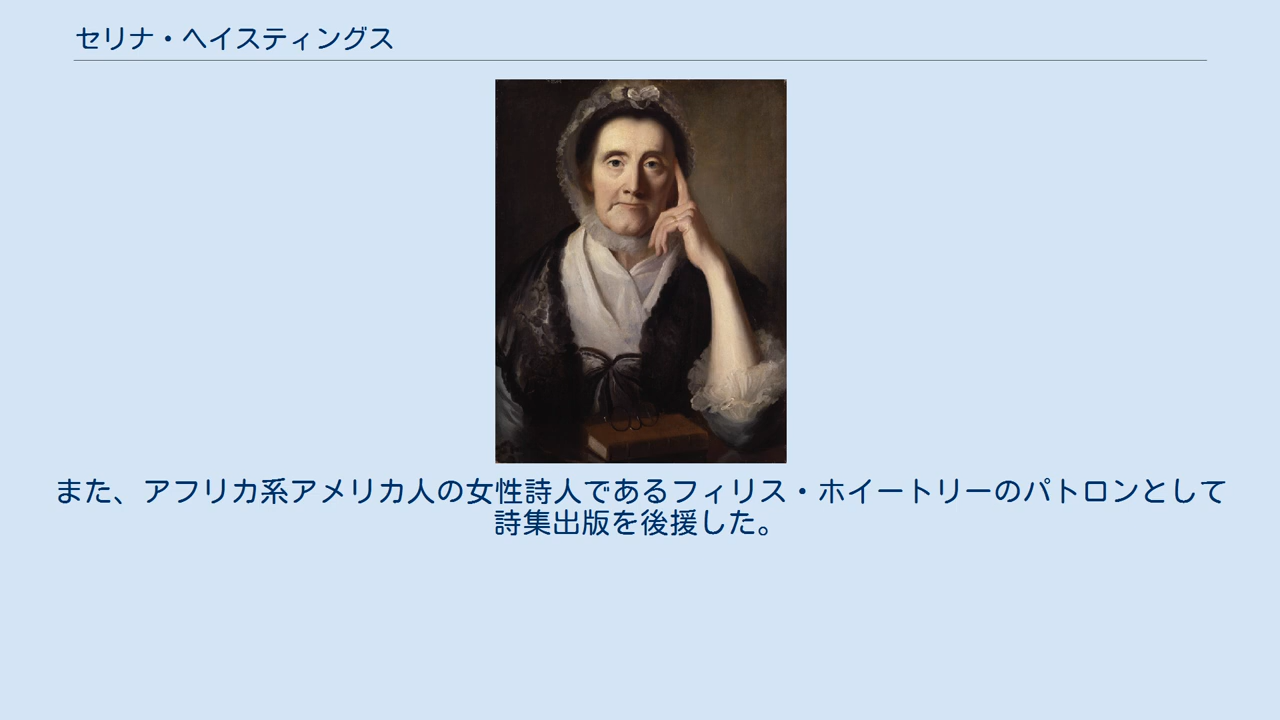 セリナ・ヘイスティングス
また、アフリカ系アメリカ人の女性詩人であるフィリス・ホイートリーのパトロンとして
詩集出版を後援した。